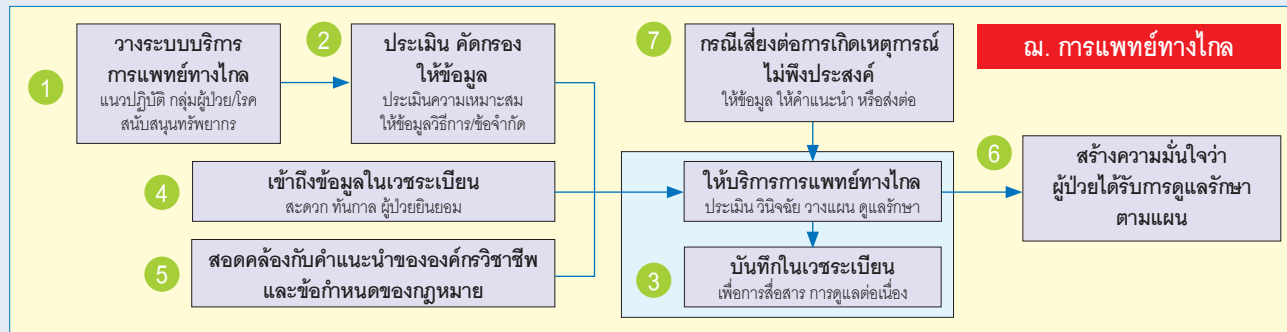 1
วางระบบบริการ
การแพทย์ทางไกล
แนวปฏิบัติ กลุ่มผู้ป่วย/โรค
สนับสนุนทรัพยากร
2
ประเมิน คัดกรอง
ให้ข้อมูล
ประเมินความเหมาะสม
ให้ข้อมูลวิธีการ/ข้อจำกัด
7
กรณีเสี่ยงต่อการเกิดเหตุการณ์
ไม่พึงประสงค์
ให้ข้อมูล ให้คำแนะนำ หรือส่งต่อ
ฌ. การแพทย์ทางไกล
4
เข้าถึงข้อมูลในเวชระเบียน
สะดวก ทันกาล ผู้ป่วยยินยอม
ให้บริการการแพทย์ทางไกล
ประเมิน วินิจฉัย วางแผน ดูแลรักษา
6
สร้างความมั่นใจว่า
ผู้ป่วยได้รับการดูแลรักษา
ตามแผน
5
สอดคล้องกับคำแนะนำขององค์กรวิชาชีพ
และข้อกำหนดของกฎหมาย
3
บันทึกในเวชระเบียน
เพื่อการสื่อสาร การดูแลต่อเนื่อง